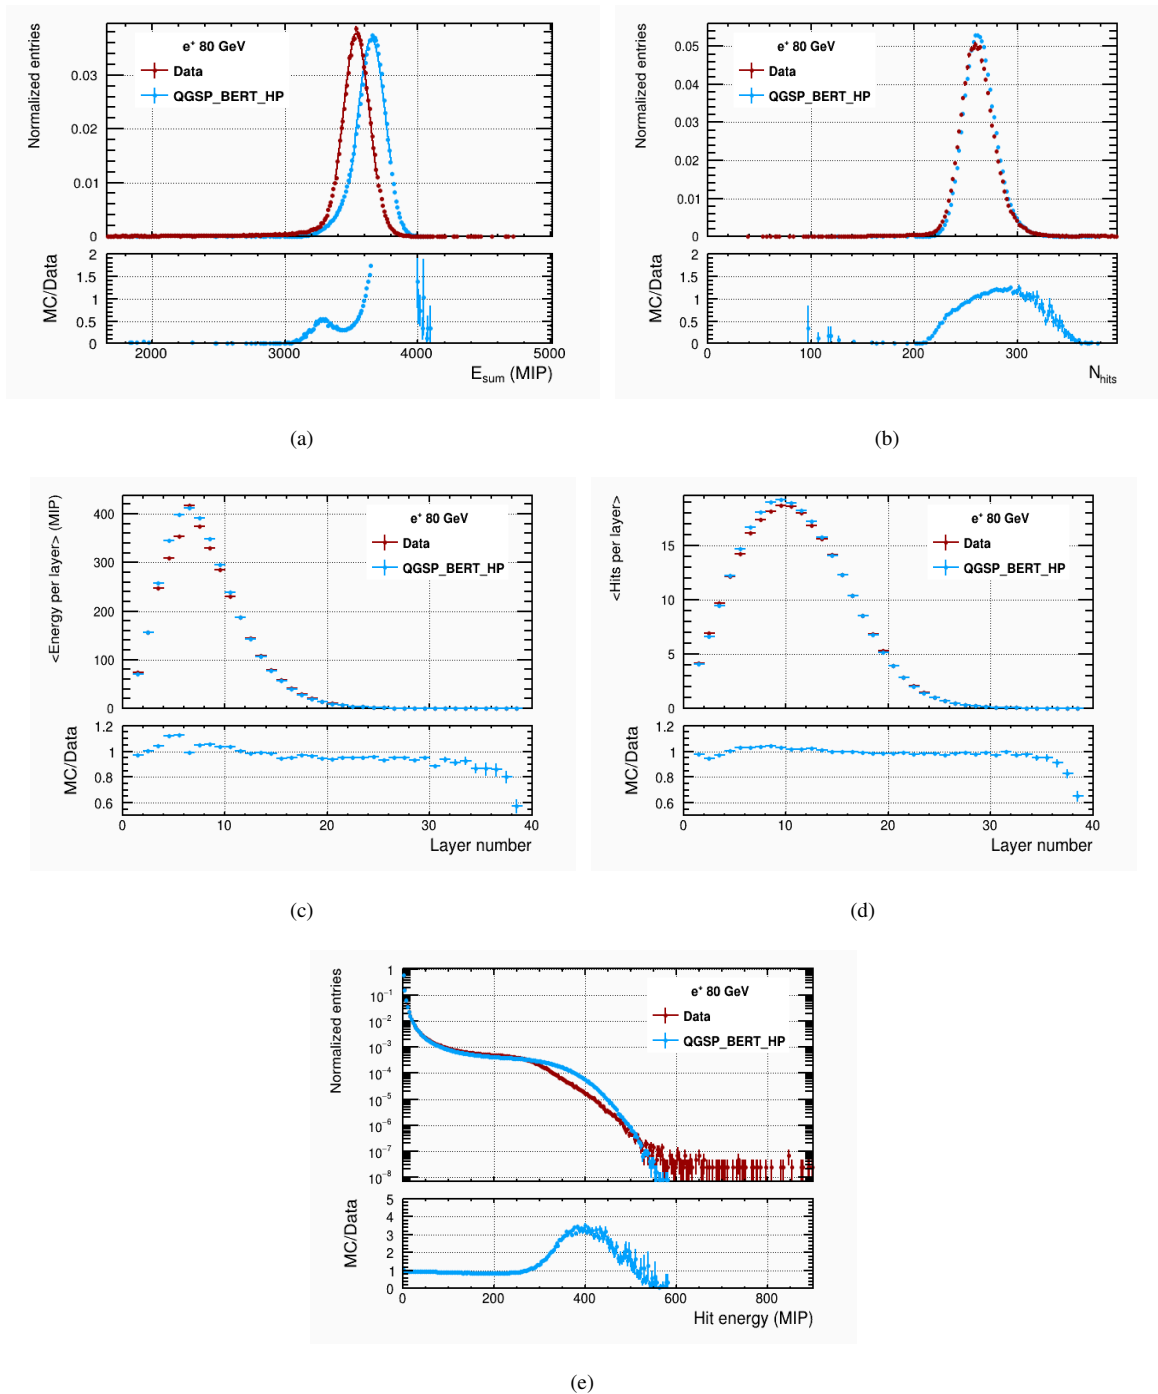 Normalized entries
e⁺ 80 GeV
Data
QGSP_BERT_HP
0.03
0.02
0.01
0
MC/Data
2
1.5
1
0.5
0
2000 3000 4000 5000
E_sum (MIP)
(a)
Normalized entries
e⁺ 80 GeV
Data
QGSP_BERT_HP
0.05
0.04
0.03
0.02
0.01
0
MC/Data
2
1.5
1
0.5
0
0 100 200 300
N_hits
(b)
<Energy per layer> (MIP)
e⁺ 80 GeV
Data
QGSP_BERT_HP
400
300
200
100
0
MC/Data
1.2
1
0.8
0.6
0 10 20 30 40
Layer number
(c)
<Hits per layer>
e⁺ 80 GeV
Data
QGSP_BERT_HP
15
10
5
0
MC/Data
1.2
1
0.8
0.6
0 10 20 30 40
Layer number
(d)
Normalized entries
e⁺ 80 GeV
Data
QGSP_BERT_HP
1
10⁻¹
10⁻²
10⁻³
10⁻⁴
10⁻⁵
10⁻⁶
10⁻⁷
10⁻⁸
MC/Data
5
4
3
2
1
0
0 200 400 600 800
Hit energy (MIP)
(e)